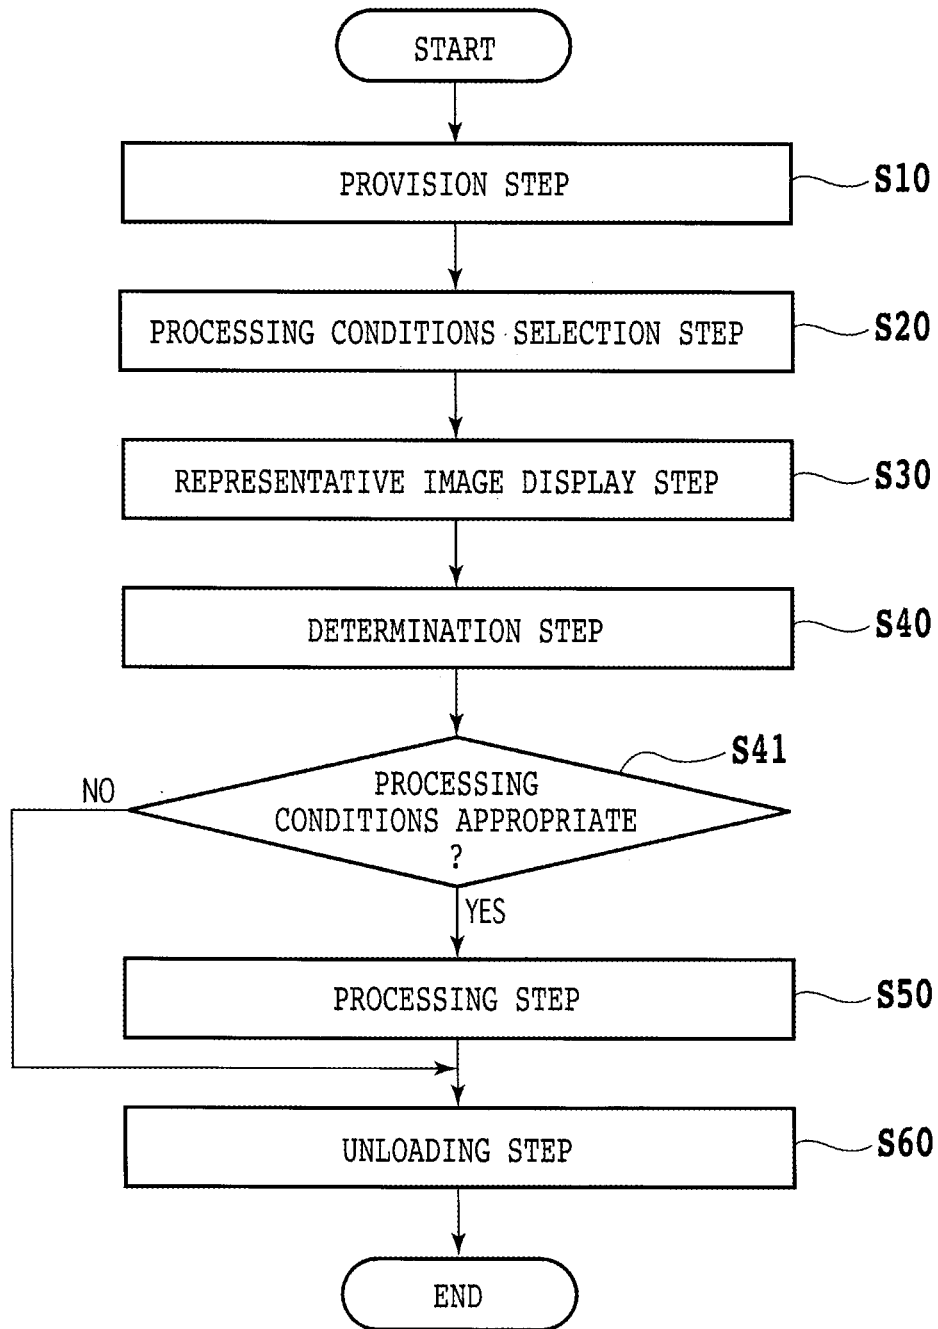 START
PROVISION STEP
S10
PROCESSING CONDITIONS SELECTION STEP
S20
REPRESENTATIVE IMAGE DISPLAY STEP
S30
DETERMINATION STEP
S40
S41
PROCESSING
CONDITIONS APPROPRIATE
?
NO
YES
PROCESSING STEP
S50
UNLOADING STEP
S60
END